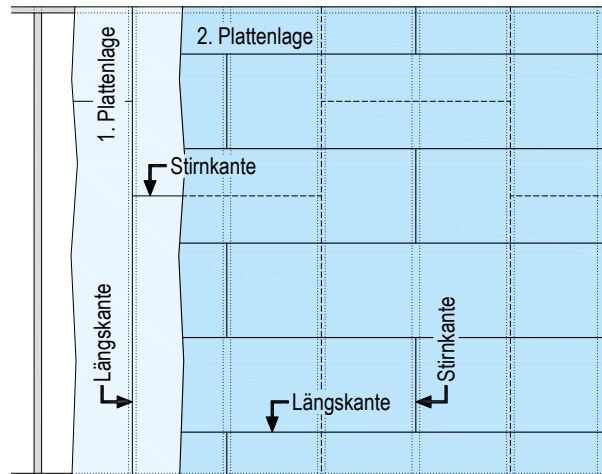 2. Plattenlage
1. Plattenlage
Stirnkante
Längskante
Stirnkante
Längskante